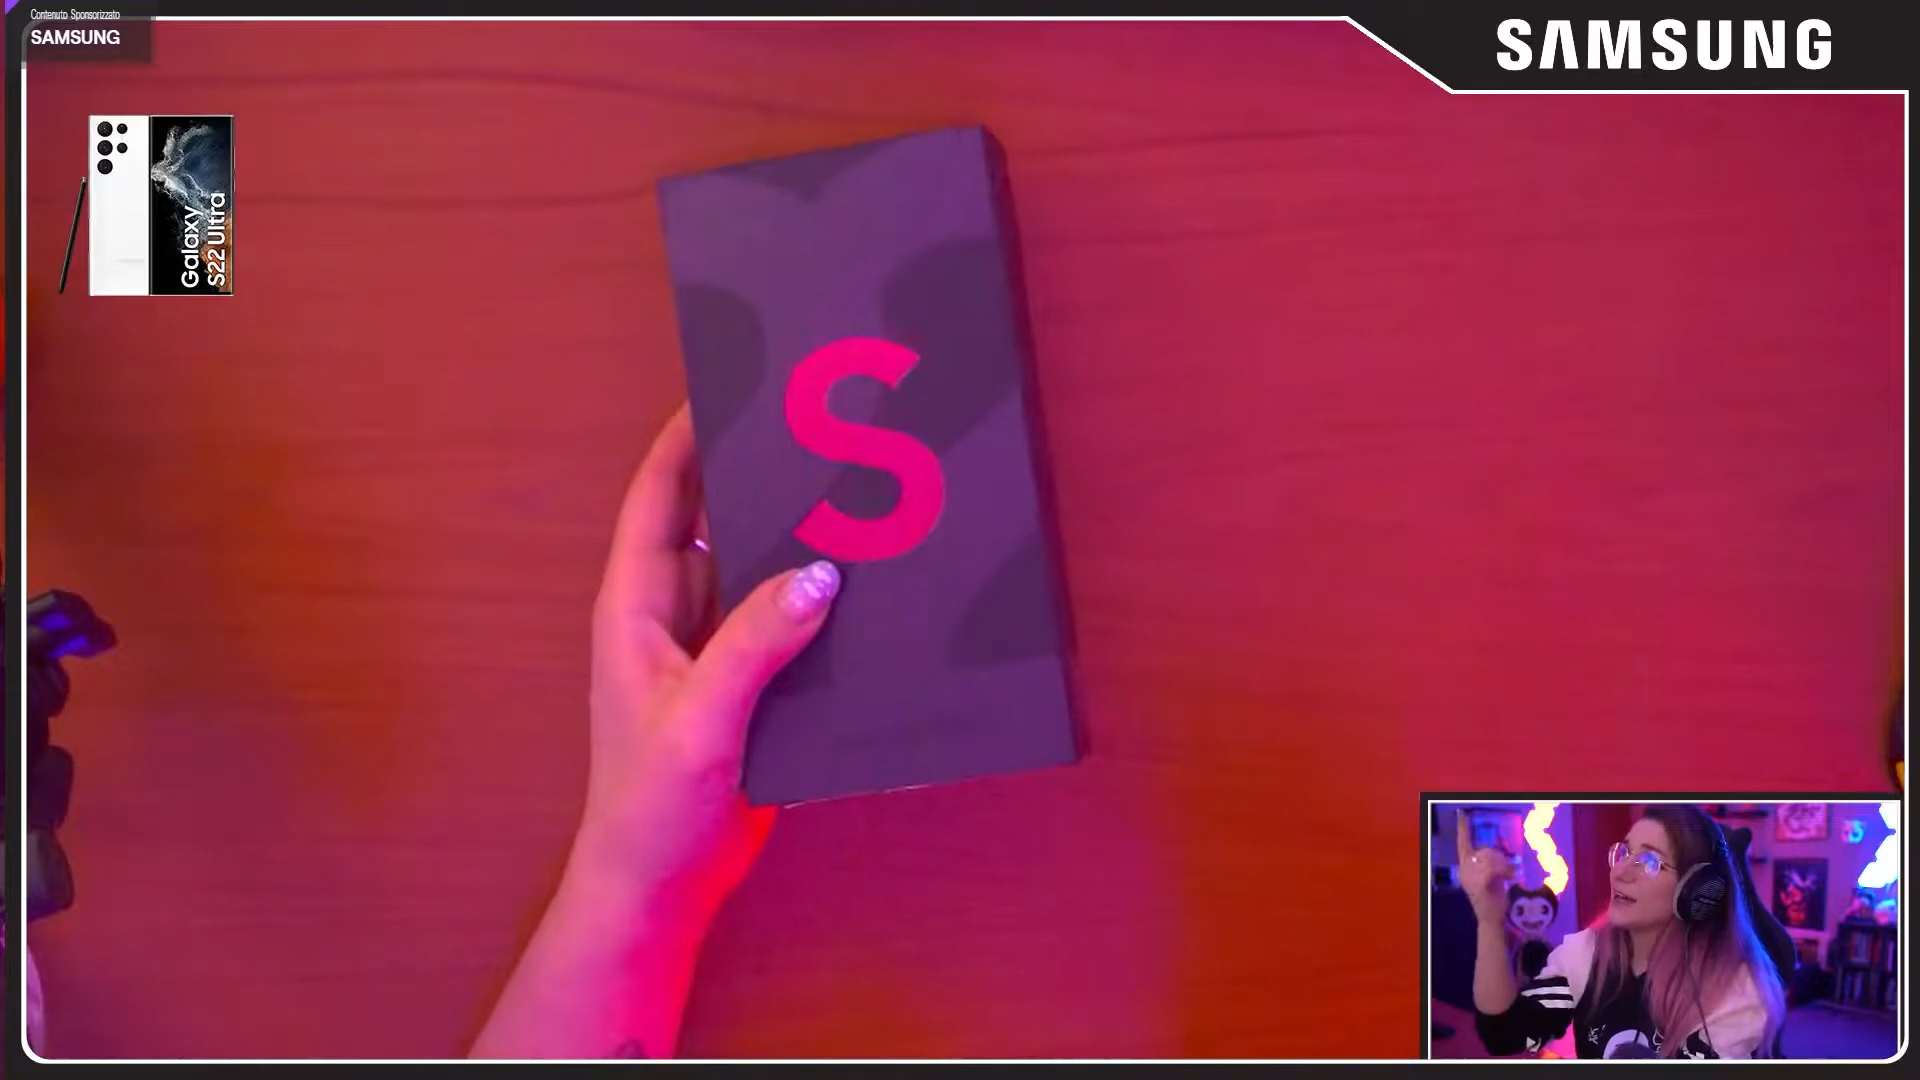 Contenuto Sponsorizzato
SAMSUNG
SAMSUNG
Galaxy
S22 Ultra
S